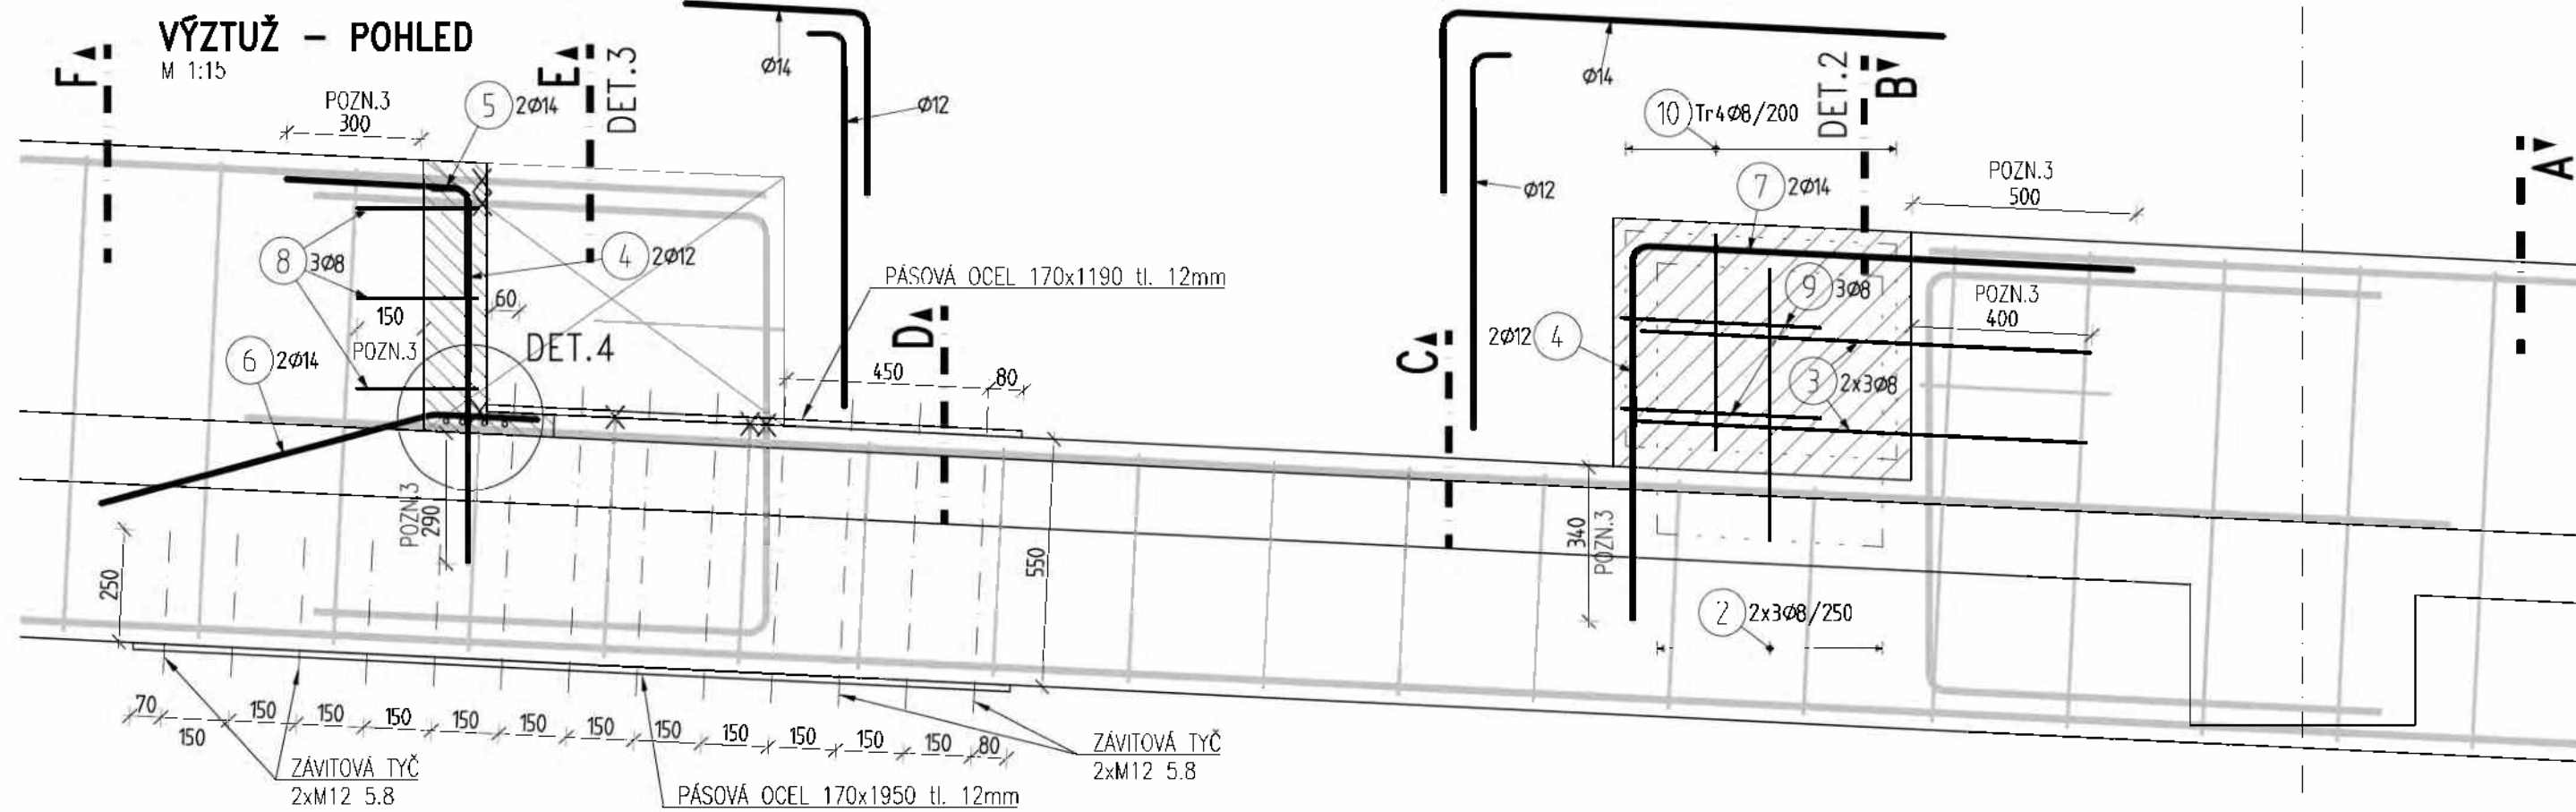 VÝZTUŽ – POHLED
M 1:15
F
E
DET.3
POZN.3
300
5 2Ø14
Ø14
Ø12
Ø14
Ø12
10 Tr4Ø8/200
DET.2
B
A
POZN.3
500
7 2Ø14
8 3Ø8
4 2Ø12
60
150
POZN.3
6 2Ø14
DET.4
PÁSOVÁ OCEL 170x1190 tl. 12mm
D
450
80
C
2Ø12 4
9 3Ø8
3 2x3Ø8
POZN.3
400
POZN.3
290
250
550
340
POZN.3
2 2x3Ø8/250
70
150
150
150
150
150
150
150
150
150
150
150
150
80
ZÁVITOVÁ TYČ
2xM12 5.8
PÁSOVÁ OCEL 170x1950 tl. 12mm
ZÁVITOVÁ TYČ
2xM12 5.8